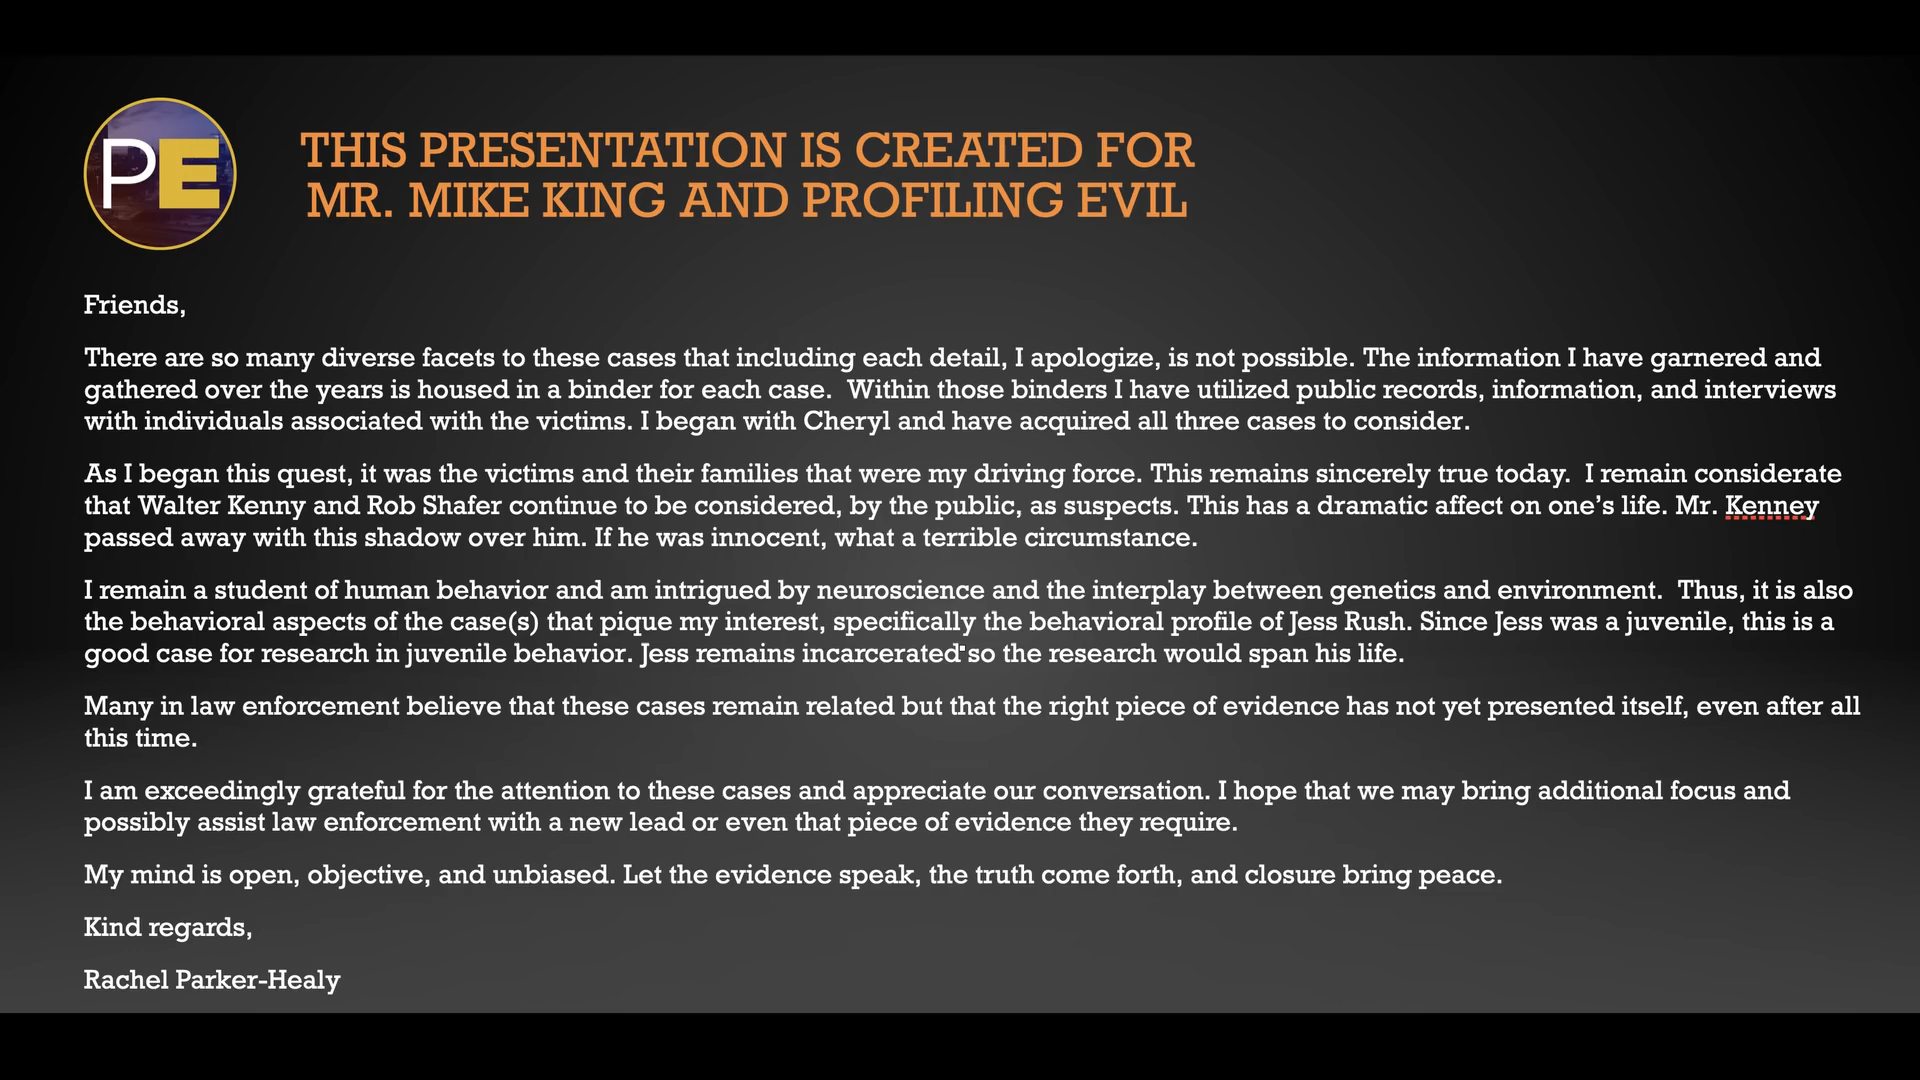 PE
THIS PRESENTATION IS CREATED FOR
MR. MIKE KING AND PROFILING EVIL
Friends,
There are so many diverse facets to these cases that including each detail, I apologize, is not possible. The information I have garnered and
gathered over the years is housed in a binder for each case.  Within those binders I have utilized public records, information, and interviews
with individuals associated with the victims. I began with Cheryl and have acquired all three cases to consider.
As I began this quest, it was the victims and their families that were my driving force. This remains sincerely true today.  I remain considerate
that Walter Kenny and Rob Shafer continue to be considered, by the public, as suspects. This has a dramatic affect on one’s life. Mr. Kenney
passed away with this shadow over him. If he was innocent, what a terrible circumstance.
I remain a student of human behavior and am intrigued by neuroscience and the interplay between genetics and environment.  Thus, it is also
the behavioral aspects of the case(s) that pique my interest, specifically the behavioral profile of Jess Rush. Since Jess was a juvenile, this is a
good case for research in juvenile behavior. Jess remains incarcerated so the research would span his life.
Many in law enforcement believe that these cases remain related but that the right piece of evidence has not yet presented itself, even after all
this time.
I am exceedingly grateful for the attention to these cases and appreciate our conversation. I hope that we may bring additional focus and
possibly assist law enforcement with a new lead or even that piece of evidence they require.
My mind is open, objective, and unbiased. Let the evidence speak, the truth come forth, and closure bring peace.
Kind regards,
Rachel Parker-Healy